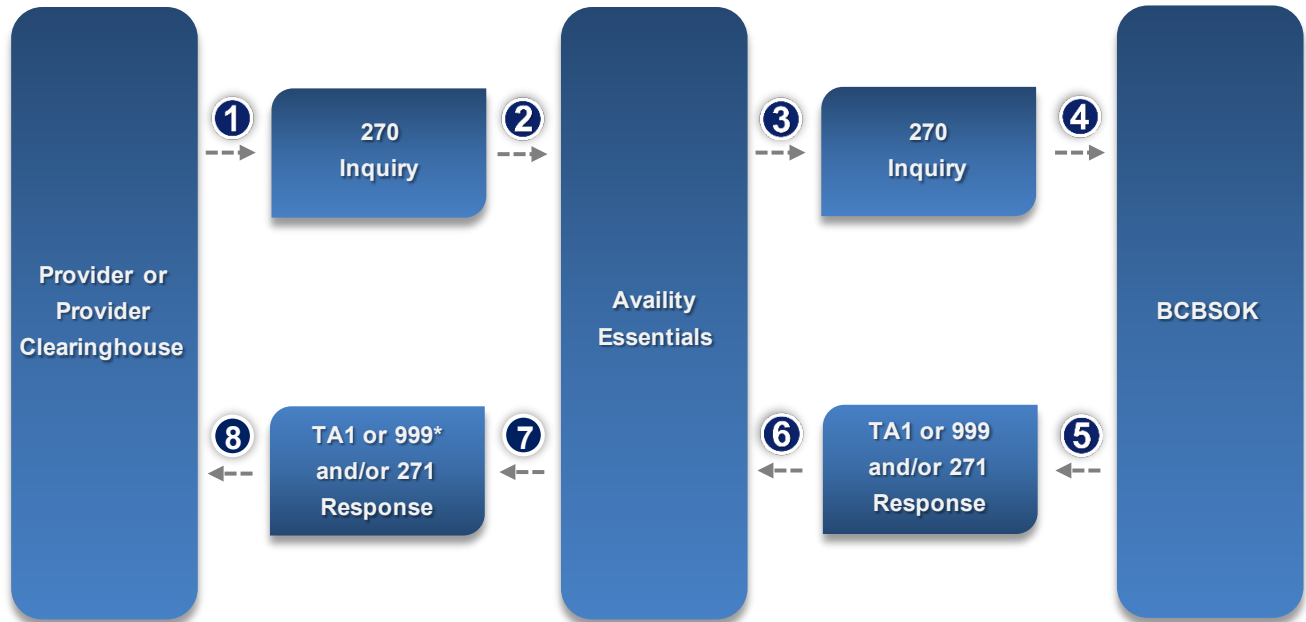 Provider or
Provider
Clearinghouse
1
270
Inquiry
2
Availity
Essentials
3
270
Inquiry
4
BCBSOK
5
TA1 or 999
and/or 271
Response
6
7
TA1 or 999*
and/or 271
Response
8